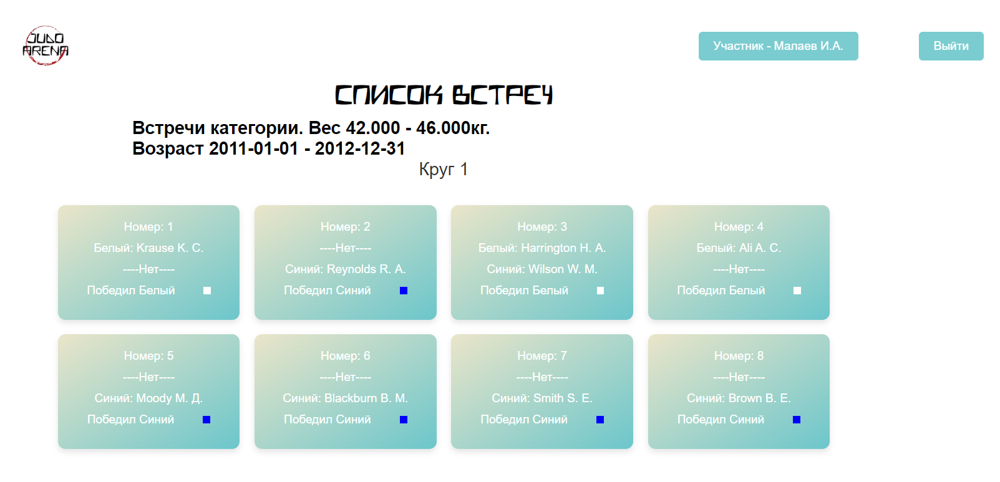 JUDO
ARENA
Участник - Малаев И.А.
Выйти
СПИСОК ВСТРЕЧ
Встречи категории. Вес 42.000 - 46.000кг.
Возраст 2011-01-01 - 2012-12-31
Круг 1
Номер: 1
Белый: Krause K. C.
----Нет----
Победил Белый
Номер: 2
----Нет----
Синий: Reynolds R. A.
Победил Синий
Номер: 3
Белый: Harrington H. A.
Синий: Wilson W. M.
Победил Белый
Номер: 4
Белый: Ali A. C.
----Нет----
Победил Белый
Номер: 5
----Нет----
Синий: Moody M. Д.
Победил Синий
Номер: 6
----Нет----
Синий: Blackburn B. M.
Победил Синий
Номер: 7
----Нет----
Синий: Smith S. E.
Победил Синий
Номер: 8
----Нет----
Синий: Brown B. E.
Победил Синий